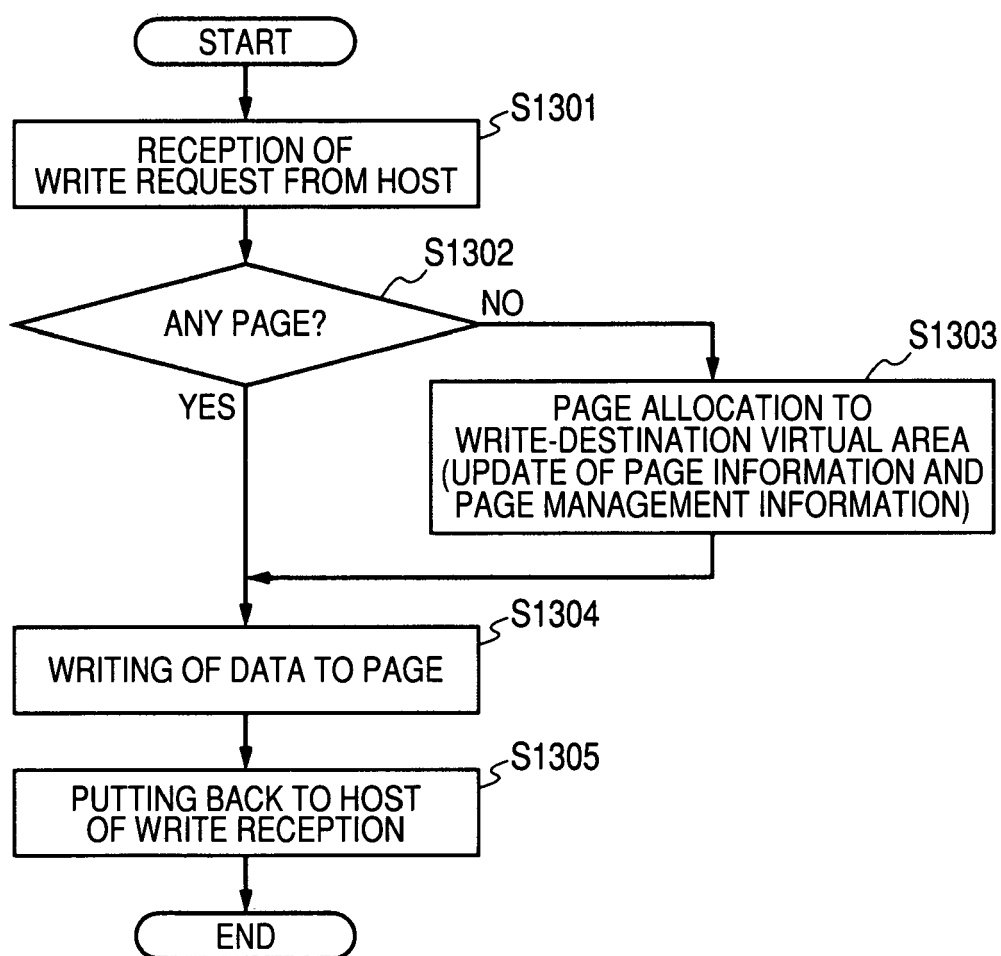 START
S1301
RECEPTION OF
WRITE REQUEST FROM HOST
S1302
ANY PAGE?
NO
YES
S1303
PAGE ALLOCATION TO
WRITE-DESTINATION VIRTUAL AREA
(UPDATE OF PAGE INFORMATION AND
PAGE MANAGEMENT INFORMATION)
S1304
WRITING OF DATA TO PAGE
S1305
PUTTING BACK TO HOST
OF WRITE RECEPTION
END